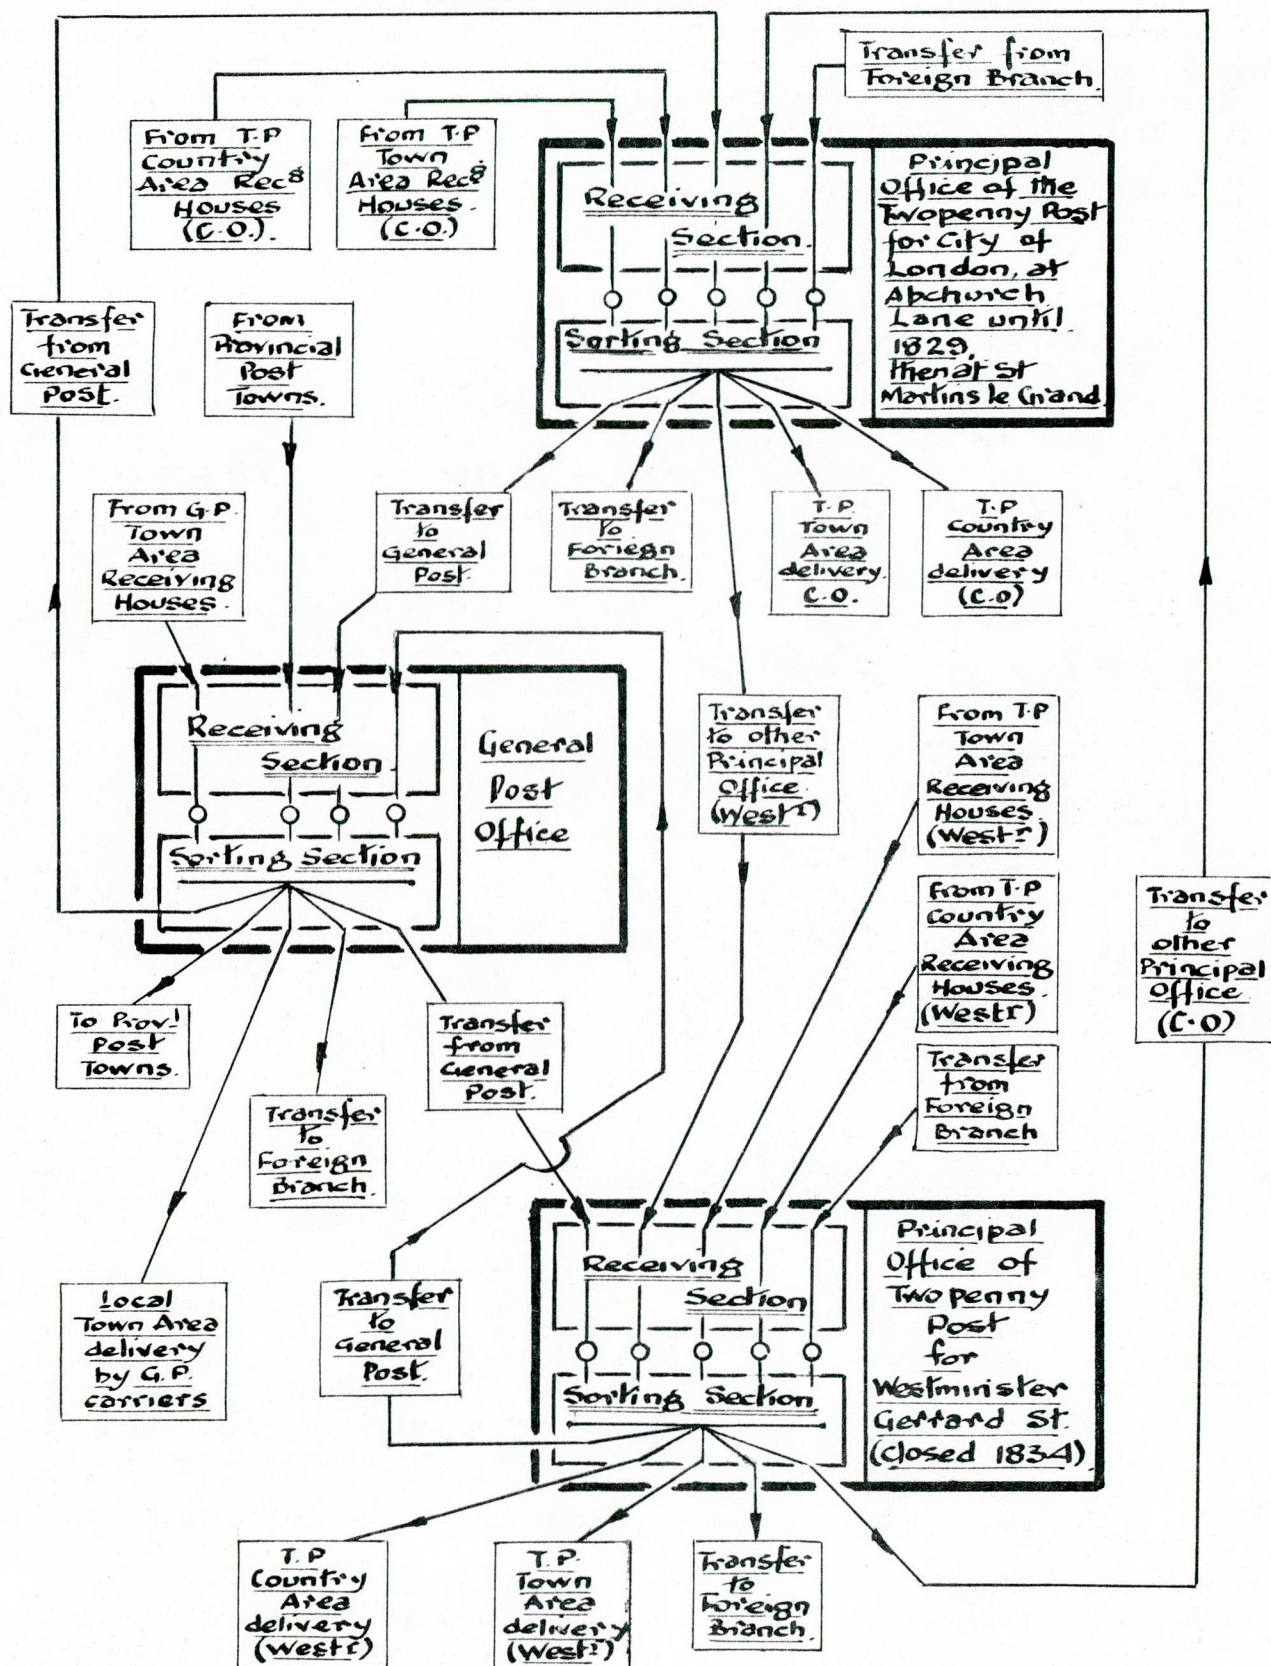 Transfer from
Foreign Branch.
From T.P
Country
Area Recᵍ
Houses
(C.O.).
From T.P
Town
Area Recᵍ
Houses.
(C.O.)
Receiving
Section.
Sorting Section
Principal
Office of the
Twopenny Post
for City of
London, at
Abchurch
Lane until
1829,
then at St
Martins le Grand.
Transfer
from
General
Post.
From
Provincial
Post
Towns.
From G.P.
Town
Area
Receiving
Houses.
Transfer
to
General
Post.
Transfer
to
Foriegn
Branch.
T.P.
Town
Area
delivery.
C.O.
T.P
Country
Area
delivery
(C.O)
Receiving
Section.
Sorting Section
General
Post
Office
Transfer
to other
Principal
Office
(Westʳ)
From T.P
Town
Area
Receiving
Houses.
(Westʳ)
From T.P
Country
Area
Receiving
Houses.
(Westʳ)
Transfer
from
Foreign
Branch
Transfer
to
other
Principal
Office
(C.O)
To Prov.l
Post
Towns.
Transfer
from
General
Post.
Transfer
to
Foreign
Branch.
Local
Town Area
delivery
by G.P.
carriers
Transfer
to
General
Post.
Receiving
Section
Sorting Section
Principal
Office of
Twopenny
Post
for
Westminister
Gerrard St.
(closed 1834)
T.P
Country
Area
delivery
(Westʳ)
T.P.
Town
Area
delivery
(Westʳ)
Transfer
to
Foreign
Branch.